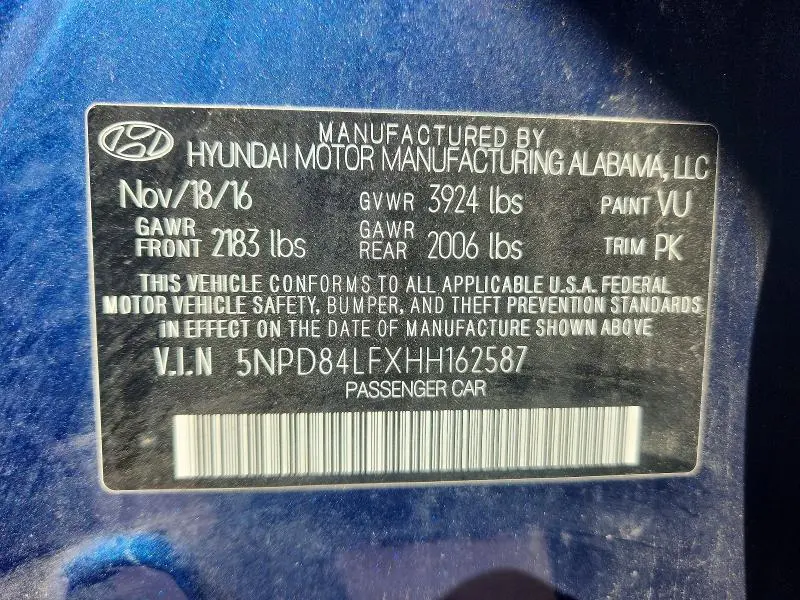 MANUFACTURED BY
HYUNDAI MOTOR MANUFACTURING ALABAMA, LLC
Nov/18/16 GVWR 3924 lbs PAINT VU
GAWR FRONT 2183 lbs GAWR REAR 2006 lbs TRIM PK
THIS VEHICLE CONFORMS TO ALL APPLICABLE U.S.A. FEDERAL
MOTOR VEHICLE SAFETY, BUMPER, AND THEFT PREVENTION STANDARDS
IN EFFECT ON THE DATE OF MANUFACTURE SHOWN ABOVE
V.I.N 5NPD84LFXHH162587
PASSENGER CAR